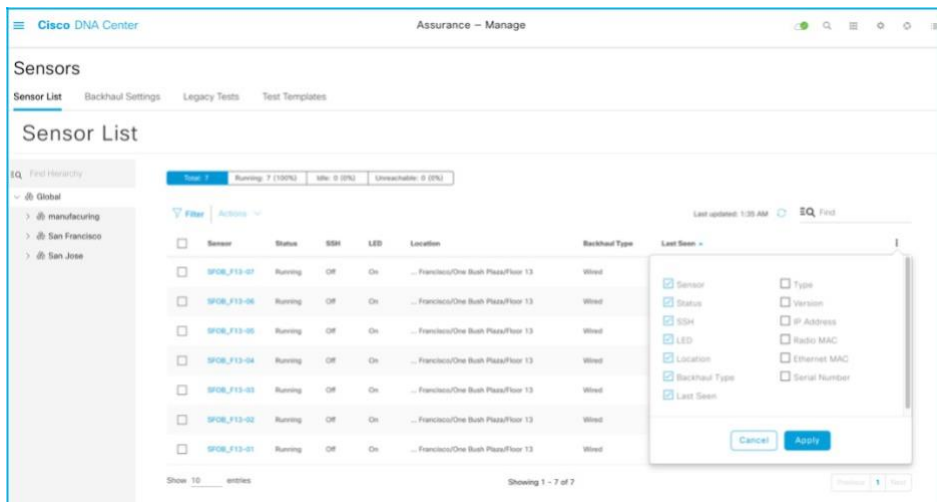 Cisco DNA Center
Assurance – Manage
Sensors
Sensor List Backhaul Settings Legacy Tests Test Templates
Sensor List
Find Hierarchy
Global
manufacuring
San Francisco
San Jose
Total: 7 Running: 7 (100%) Idle: 0 (0%) Unreachable: 0 (0%)
Filter Actions Last updated: 1:35 AM Find
Sensor Status SSH LED Location Backhaul Type Last Seen
SFOB_F13-07 Running Off On ... Francisco/One Bush Plaza/Floor 13 Wired
SFOB_F13-06 Running Off On ... Francisco/One Bush Plaza/Floor 13 Wired
SFOB_F13-05 Running Off On ... Francisco/One Bush Plaza/Floor 13 Wired
SFOB_F13-04 Running Off On ... Francisco/One Bush Plaza/Floor 13 Wired
SFOB_F13-03 Running Off On ... Francisco/One Bush Plaza/Floor 13 Wired
SFOB_F13-02 Running Off On ... Francisco/One Bush Plaza/Floor 13 Wired
SFOB_F13-01 Running Off On ... Francisco/One Bush Plaza/Floor 13 Wired
Sensor Type
Status Version
SSH IP Address
LED Radio MAC
Location Ethernet MAC
Backhaul Type Serial Number
Last Seen
Cancel Apply
Show 10 entries Showing 1 - 7 of 7 Previous 1 Next